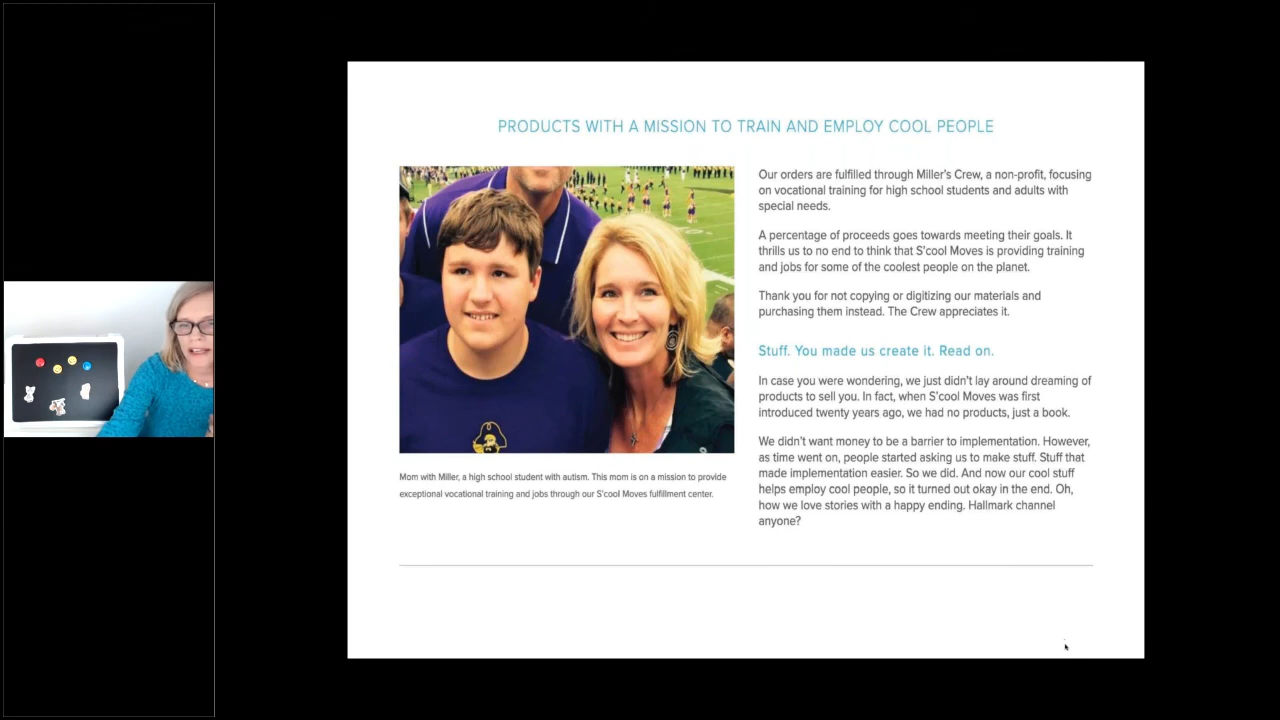 PRODUCTS WITH A MISSION TO TRAIN AND EMPLOY COOL PEOPLE
Our orders are fulfilled through Miller's Crew, a non-profit, focusing
on vocational training for high school students and adults with
special needs.
A percentage of proceeds goes towards meeting their goals. It
thrills us to no end to think that S'cool Moves is providing training
and jobs for some of the coolest people on the planet.
Thank you for not copying or digitizing our materials and
purchasing them instead. The Crew appreciates it.
Stuff. You made us create it. Read on.
In case you were wondering, we just didn't lay around dreaming of
products to sell you. In fact, when S'cool Moves was first
introduced twenty years ago, we had no products, just a book.
We didn't want money to be a barrier to implementation. However,
as time went on, people started asking us to make stuff. Stuff that
made implementation easier. So we did. And now our cool stuff
helps employ cool people, so it turned out okay in the end. Oh,
how we love stories with a happy ending. Hallmark channel
anyone?
Mom with Miller, a high school student with autism. This mom is on a mission to provide
exceptional vocational training and jobs through our S'cool Moves fulfillment center.